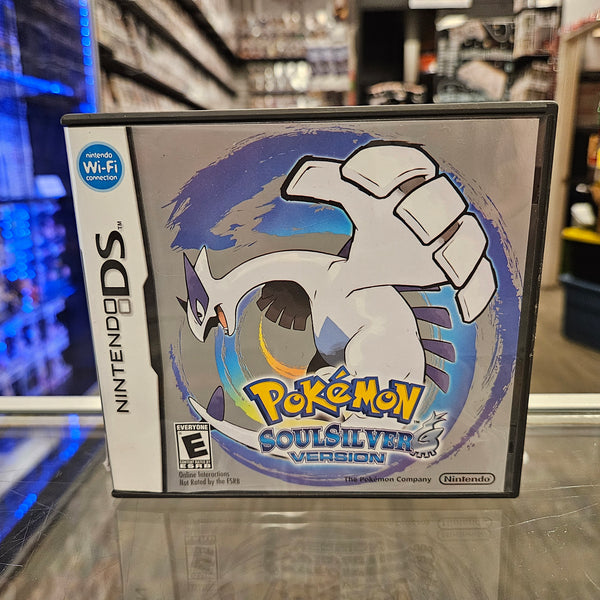 nintendo
Wi-Fi
connection
NINTENDO DS™
POKéMON
SOULSILVER
VERSION
EVERYONE
E
ESRB
Online Interactions
Not Rated by the ESRB
The Pokémon Company
Nintendo